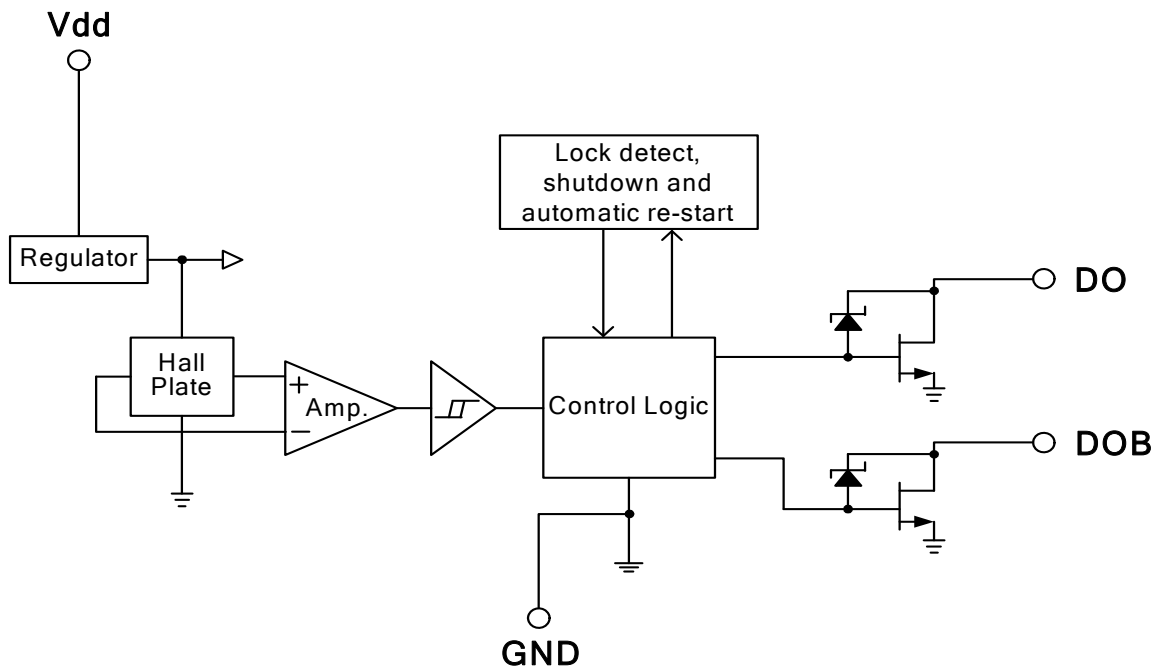 Vdd
Lock detect,
shutdown and
automatic re-start
Regulator
DO
Hall
Plate
+
Amp.
−
Control Logic
DOB
GND